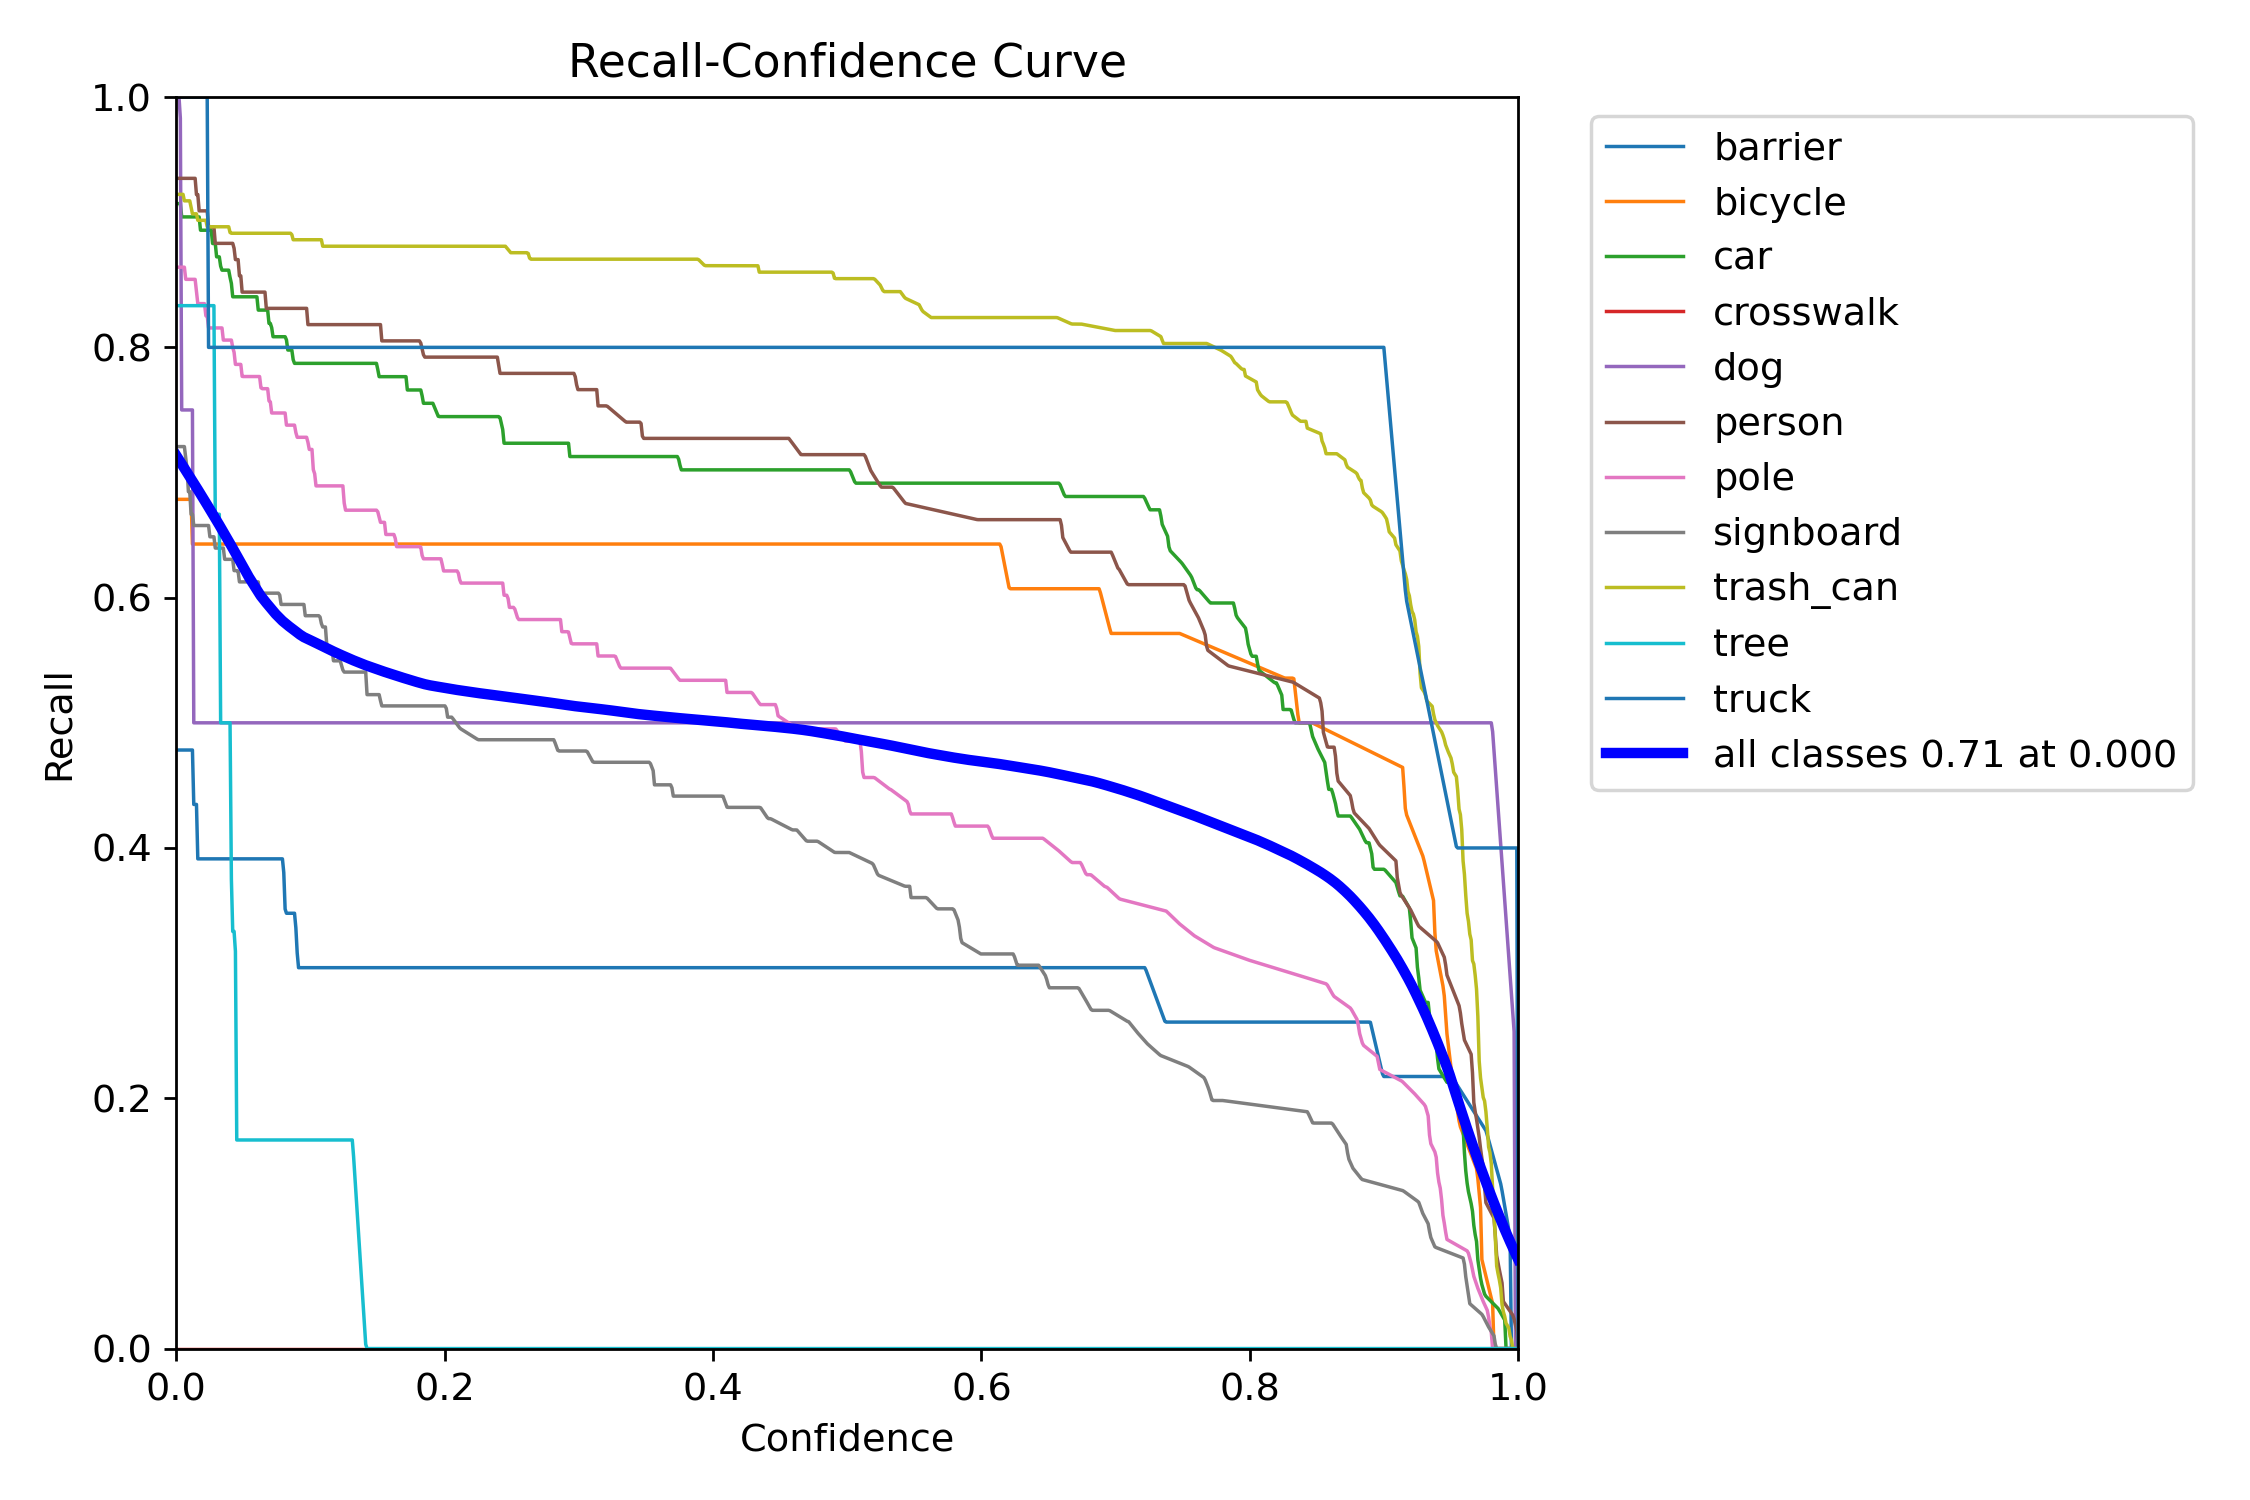 Recall-Confidence Curve
1.0
0.8
0.6
0.4
0.2
0.0
Recall
0.0 0.2 0.4 0.6 0.8 1.0
Confidence
barrier
bicycle
car
crosswalk
dog
person
pole
signboard
trash_can
tree
truck
all classes 0.71 at 0.000